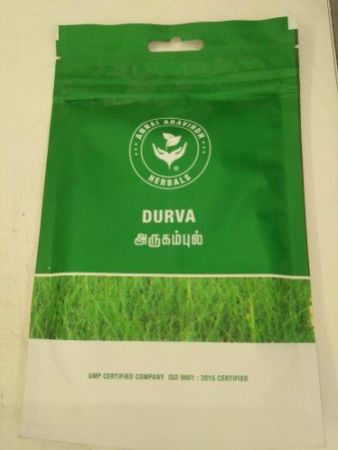 ANNAI ARAVINDH
HERBALS
®
DURVA
அருகம்புல்
GMP CERTIFIED COMPANY ISO 9001 : 2015 CERTIFIED